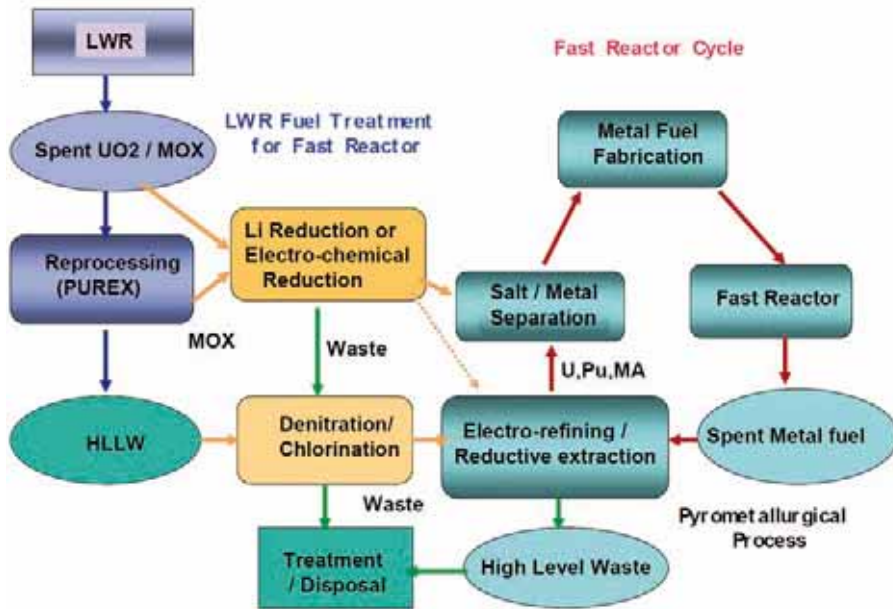 LWR
Fast Reactor Cycle
LWR Fuel Treatment
for Fast Reactor
Spent UO2 / MOX
Metal Fuel
Fabrication
Li Reduction or
Electro-chemical
Reduction
Reprocessing
(PUREX)
Salt / Metal
Separation
Fast Reactor
MOX
Waste
U,Pu,MA
HLLW
Denitration/
Chlorination
Electro-refining /
Reductive extraction
Spent Metal fuel
Waste
Pyrometallurgical
Process
Treatment
/ Disposal
High Level Waste